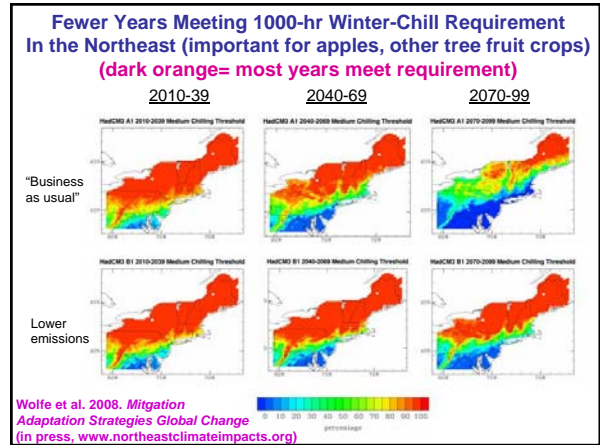 Fewer Years Meeting 1000-hr Winter-Chill Requirement
In the Northeast (important for apples, other tree fruit crops)
(dark orange= most years meet requirement)
2010-39 2040-69 2070-99
HadCM3 A1 2010-2039 Medium Chilling Threshold HadCM3 A1 2040-2069 Medium Chilling Threshold HadCM3 A1 2070-2099 Medium Chilling Threshold
"Business
as usual"
HadCM3 B1 2010-2039 Medium Chilling Threshold HadCM3 B1 2040-2069 Medium Chilling Threshold HadCM3 B1 2070-2099 Medium Chilling Threshold
Lower
emissions
Wolfe et al. 2008. Mitgation
Adaptation Strategies Global Change
(in press, www.northeastclimateimpacts.org)
0 10 20 30 40 50 60 70 80 90 100
percentage